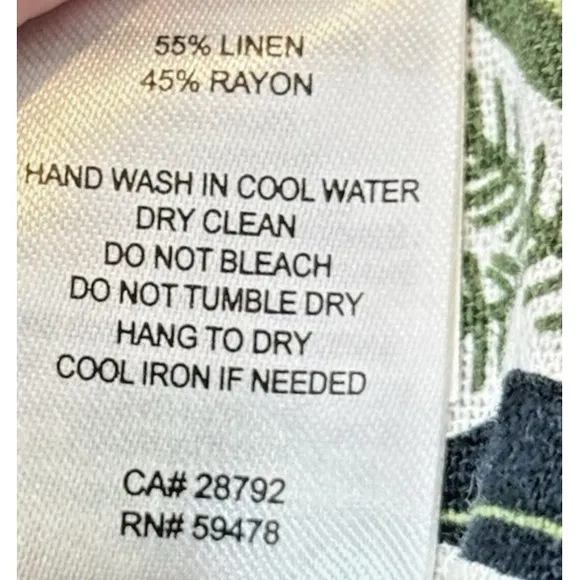 55% LINEN
45% RAYON
HAND WASH IN COOL WATER
DRY CLEAN
DO NOT BLEACH
DO NOT TUMBLE DRY
HANG TO DRY
COOL IRON IF NEEDED
CA# 28792
RN# 59478